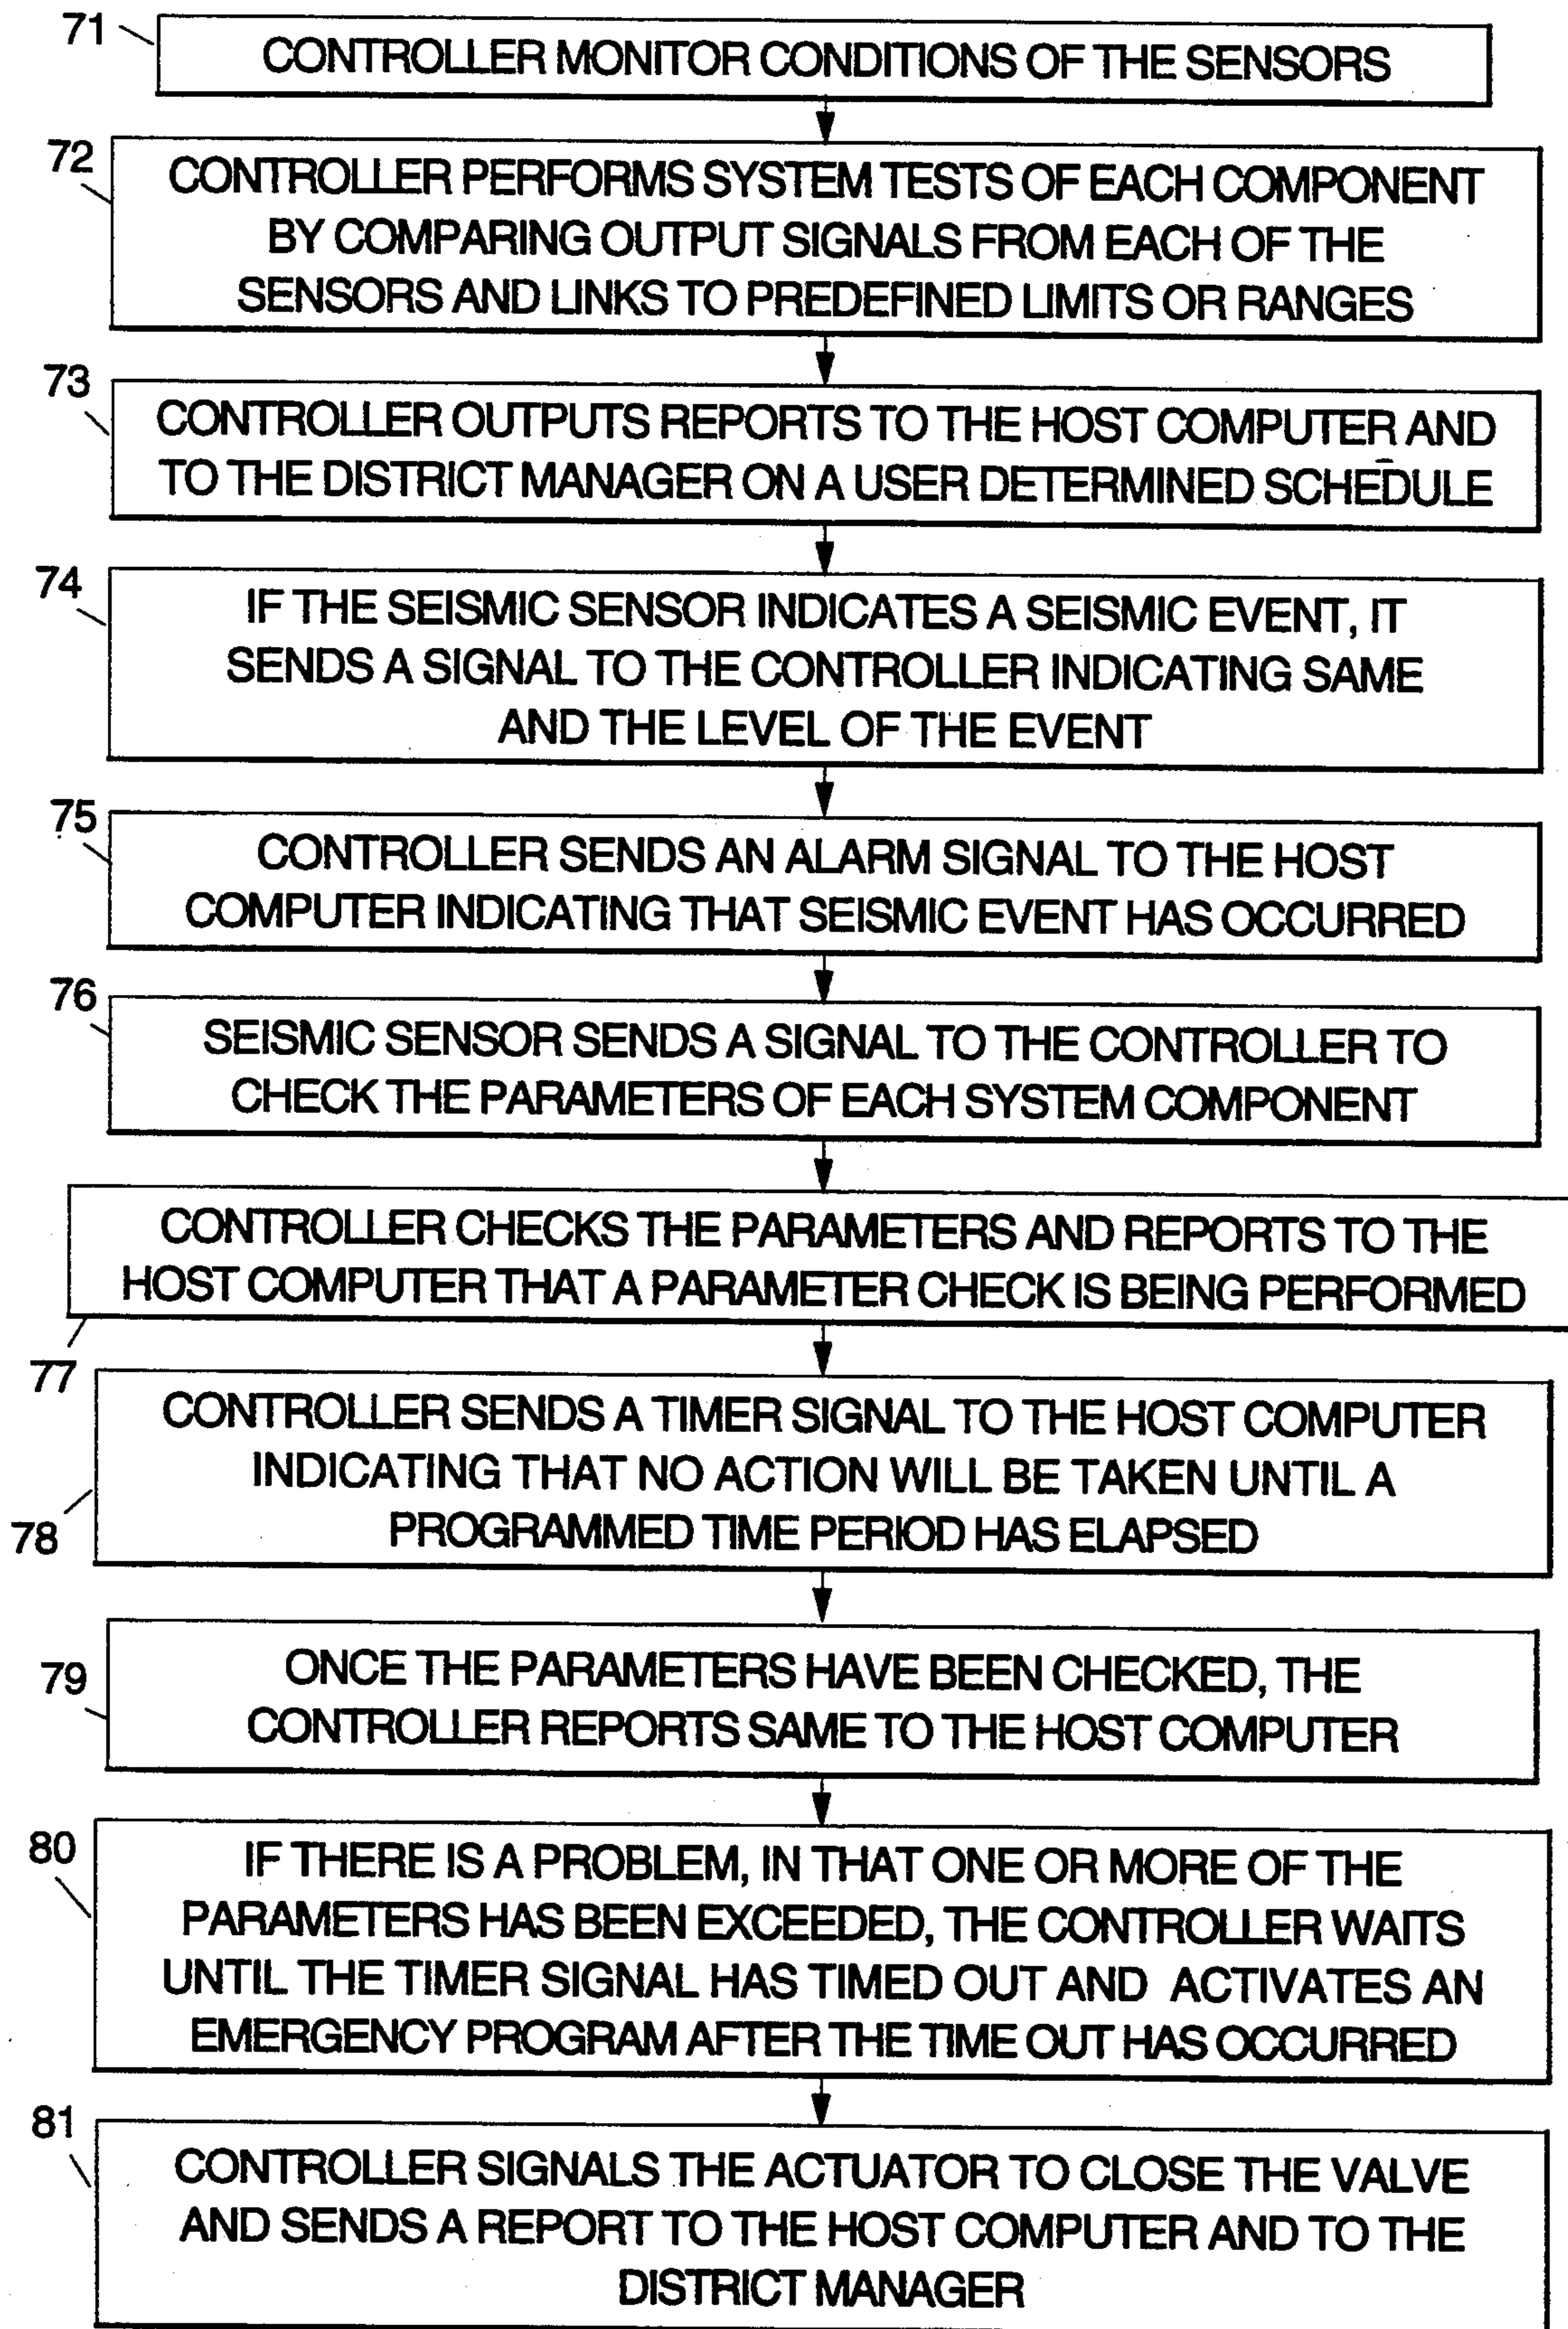 71
CONTROLLER MONITOR CONDITIONS OF THE SENSORS
72
CONTROLLER PERFORMS SYSTEM TESTS OF EACH COMPONENT
BY COMPARING OUTPUT SIGNALS FROM EACH OF THE
SENSORS AND LINKS TO PREDEFINED LIMITS OR RANGES
73
CONTROLLER OUTPUTS REPORTS TO THE HOST COMPUTER AND
TO THE DISTRICT MANAGER ON A USER DETERMINED SCHEDULE
74
IF THE SEISMIC SENSOR INDICATES A SEISMIC EVENT, IT
SENDS A SIGNAL TO THE CONTROLLER INDICATING SAME
AND THE LEVEL OF THE EVENT
75
CONTROLLER SENDS AN ALARM SIGNAL TO THE HOST
COMPUTER INDICATING THAT SEISMIC EVENT HAS OCCURRED
76
SEISMIC SENSOR SENDS A SIGNAL TO THE CONTROLLER TO
CHECK THE PARAMETERS OF EACH SYSTEM COMPONENT
CONTROLLER CHECKS THE PARAMETERS AND REPORTS TO THE
HOST COMPUTER THAT A PARAMETER CHECK IS BEING PERFORMED
77
CONTROLLER SENDS A TIMER SIGNAL TO THE HOST COMPUTER
INDICATING THAT NO ACTION WILL BE TAKEN UNTIL A
PROGRAMMED TIME PERIOD HAS ELAPSED
78
79
ONCE THE PARAMETERS HAVE BEEN CHECKED, THE
CONTROLLER REPORTS SAME TO THE HOST COMPUTER
80
IF THERE IS A PROBLEM, IN THAT ONE OR MORE OF THE
PARAMETERS HAS BEEN EXCEEDED, THE CONTROLLER WAITS
UNTIL THE TIMER SIGNAL HAS TIMED OUT AND ACTIVATES AN
EMERGENCY PROGRAM AFTER THE TIME OUT HAS OCCURRED
81
CONTROLLER SIGNALS THE ACTUATOR TO CLOSE THE VALVE
AND SENDS A REPORT TO THE HOST COMPUTER AND TO THE
DISTRICT MANAGER